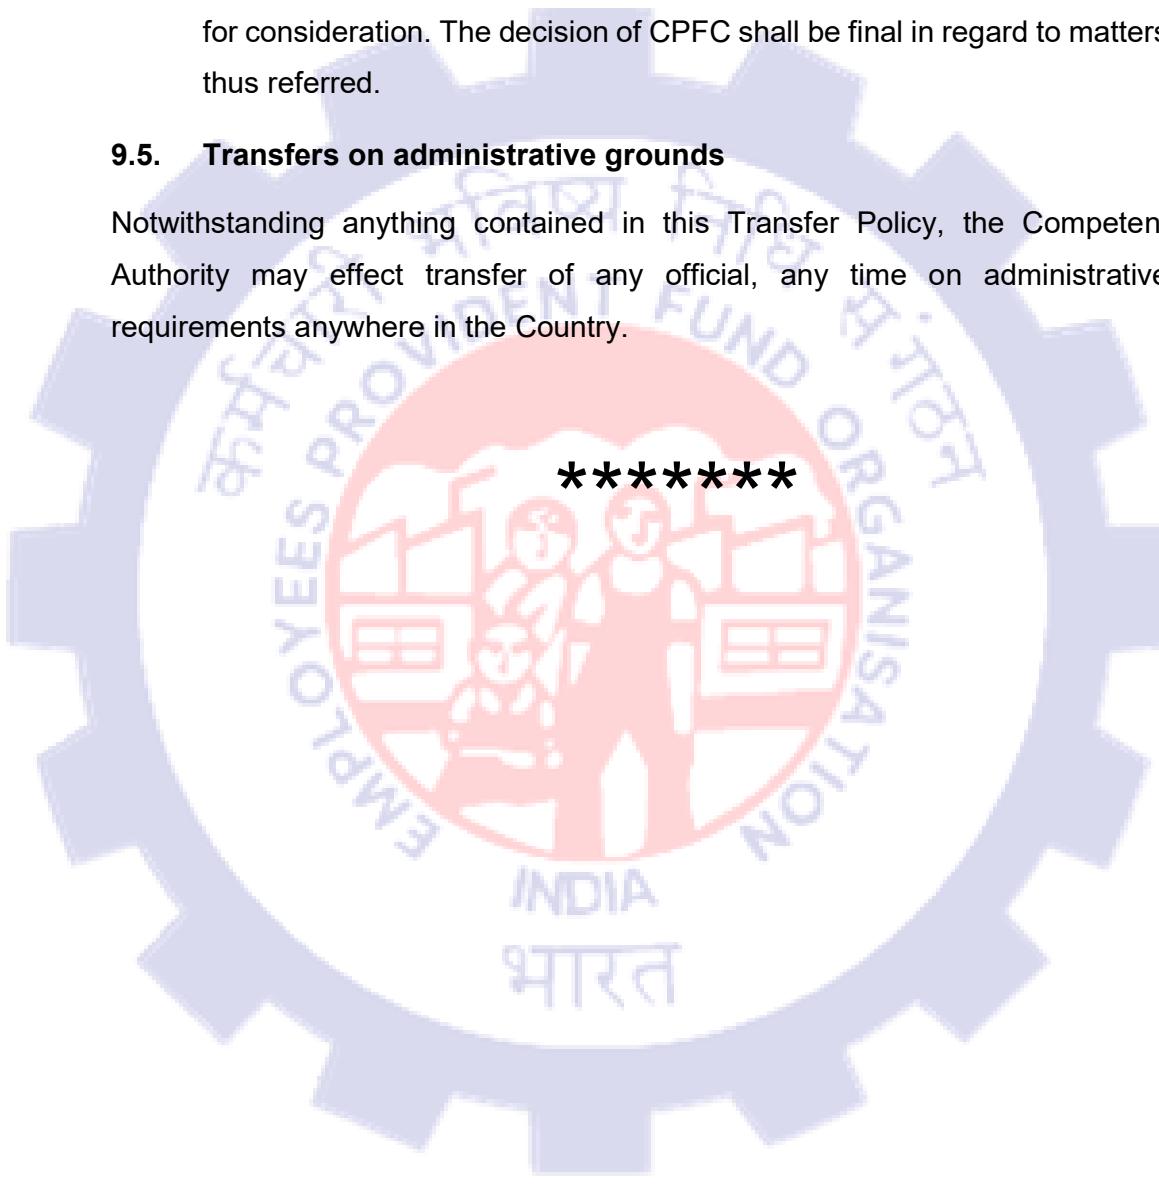 for consideration. The decision of CPFC shall be final in regard to matters
thus referred.
9.5. Transfers on administrative grounds
Notwithstanding anything contained in this Transfer Policy, the Competen
Authority may effect transfer of any official, any time on administrative
requirements anywhere in the Country.
*******
कर्मचारी भविष्य निधि संगठन
EMPLOYEES PROVIDENT FUND ORGANISATION
INDIA
भारत